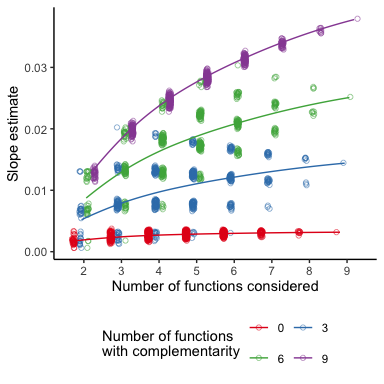 Slope estimate
0.03
0.02
0.01
0.00
2 3 4 5 6 7 8 9
Number of functions considered
Number of functions
with complementarity
0 3
6 9